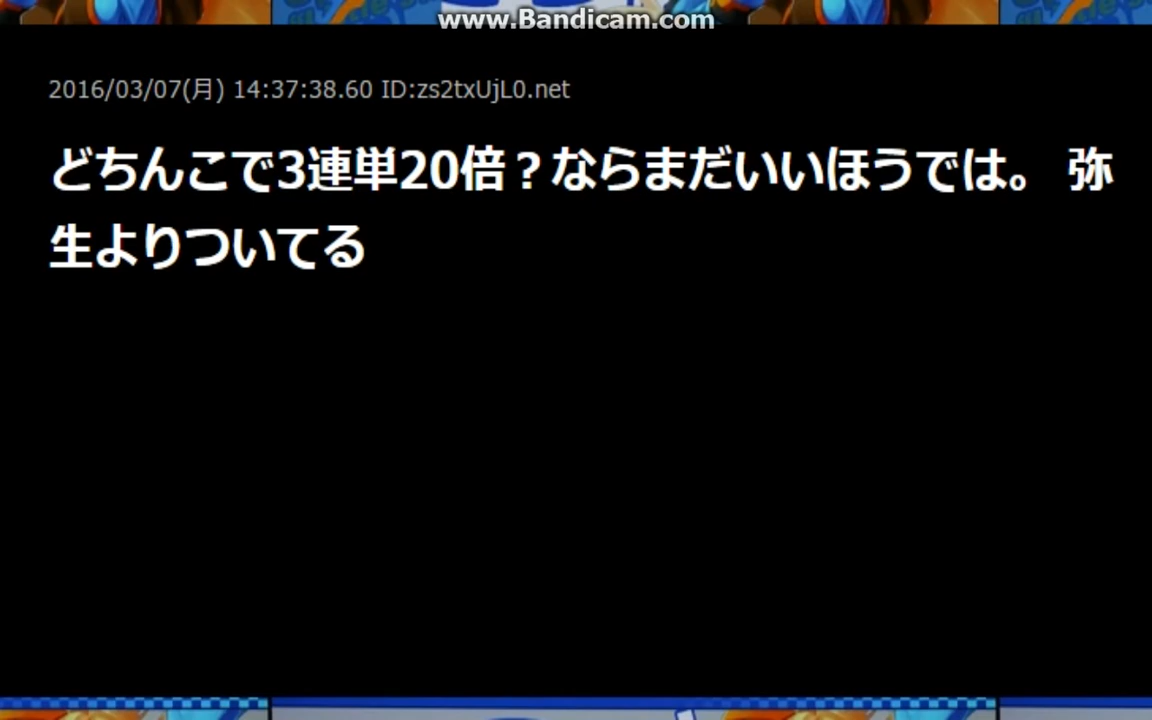 www.Bandicam.com
2016/03/07(月) 14:37:38.60 ID:zs2txUjL0.net
どちんこで3連単20倍？ならまだいいほうでは。 弥
生よりついてる